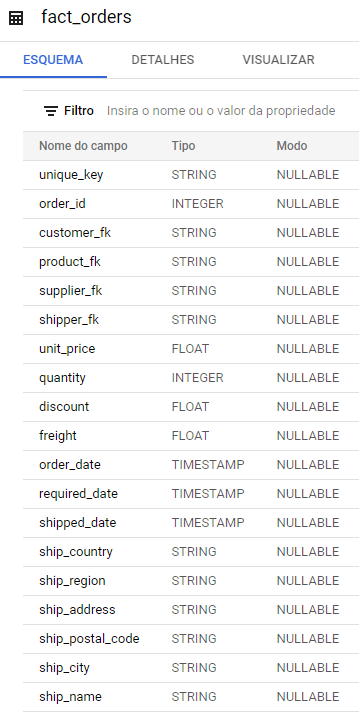 fact_orders
ESQUEMA DETALHES VISUALIZAR
Filtro Insira o nome ou o valor da propriedade
Nome do campo Tipo Modo
unique_key STRING NULLABLE
order_id INTEGER NULLABLE
customer_fk STRING NULLABLE
product_fk STRING NULLABLE
supplier_fk STRING NULLABLE
shipper_fk STRING NULLABLE
unit_price FLOAT NULLABLE
quantity INTEGER NULLABLE
discount FLOAT NULLABLE
freight FLOAT NULLABLE
order_date TIMESTAMP NULLABLE
required_date TIMESTAMP NULLABLE
shipped_date TIMESTAMP NULLABLE
ship_country STRING NULLABLE
ship_region STRING NULLABLE
ship_address STRING NULLABLE
ship_postal_code STRING NULLABLE
ship_city STRING NULLABLE
ship_name STRING NULLABLE